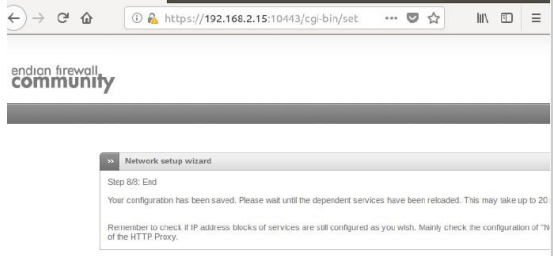 https://192.168.2.15:10443/cgi-bin/set
endian firewall
community
Network setup wizard
Step 8/8: End
Your configuration has been saved. Please wait until the dependent services have been reloaded. This may take up to 20
Remember to check if IP address blocks of services are still configured as you wish. Mainly check the configuration of "N
of the HTTP Proxy.